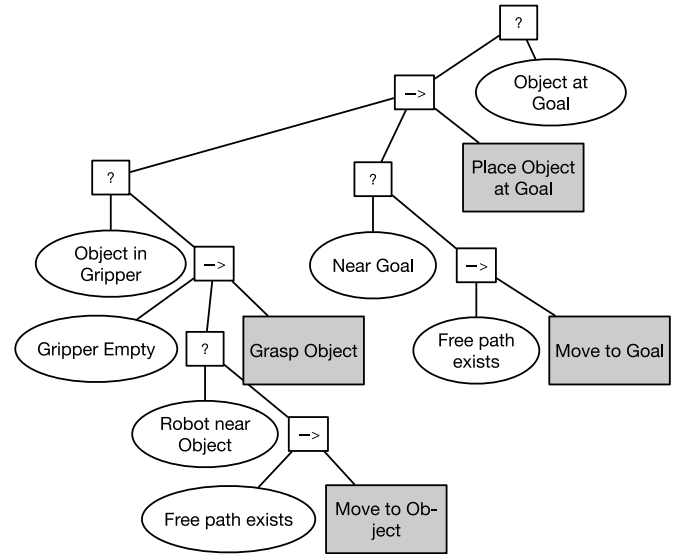 ?
Object at
Goal
—>
Place Object
at Goal
?
?
Object in
Gripper
—>
Near Goal
—>
Gripper Empty
?
Grasp Object
Free path
exists
Move to Goal
Robot near
Object
—>
Free path exists
Move to Ob-
ject